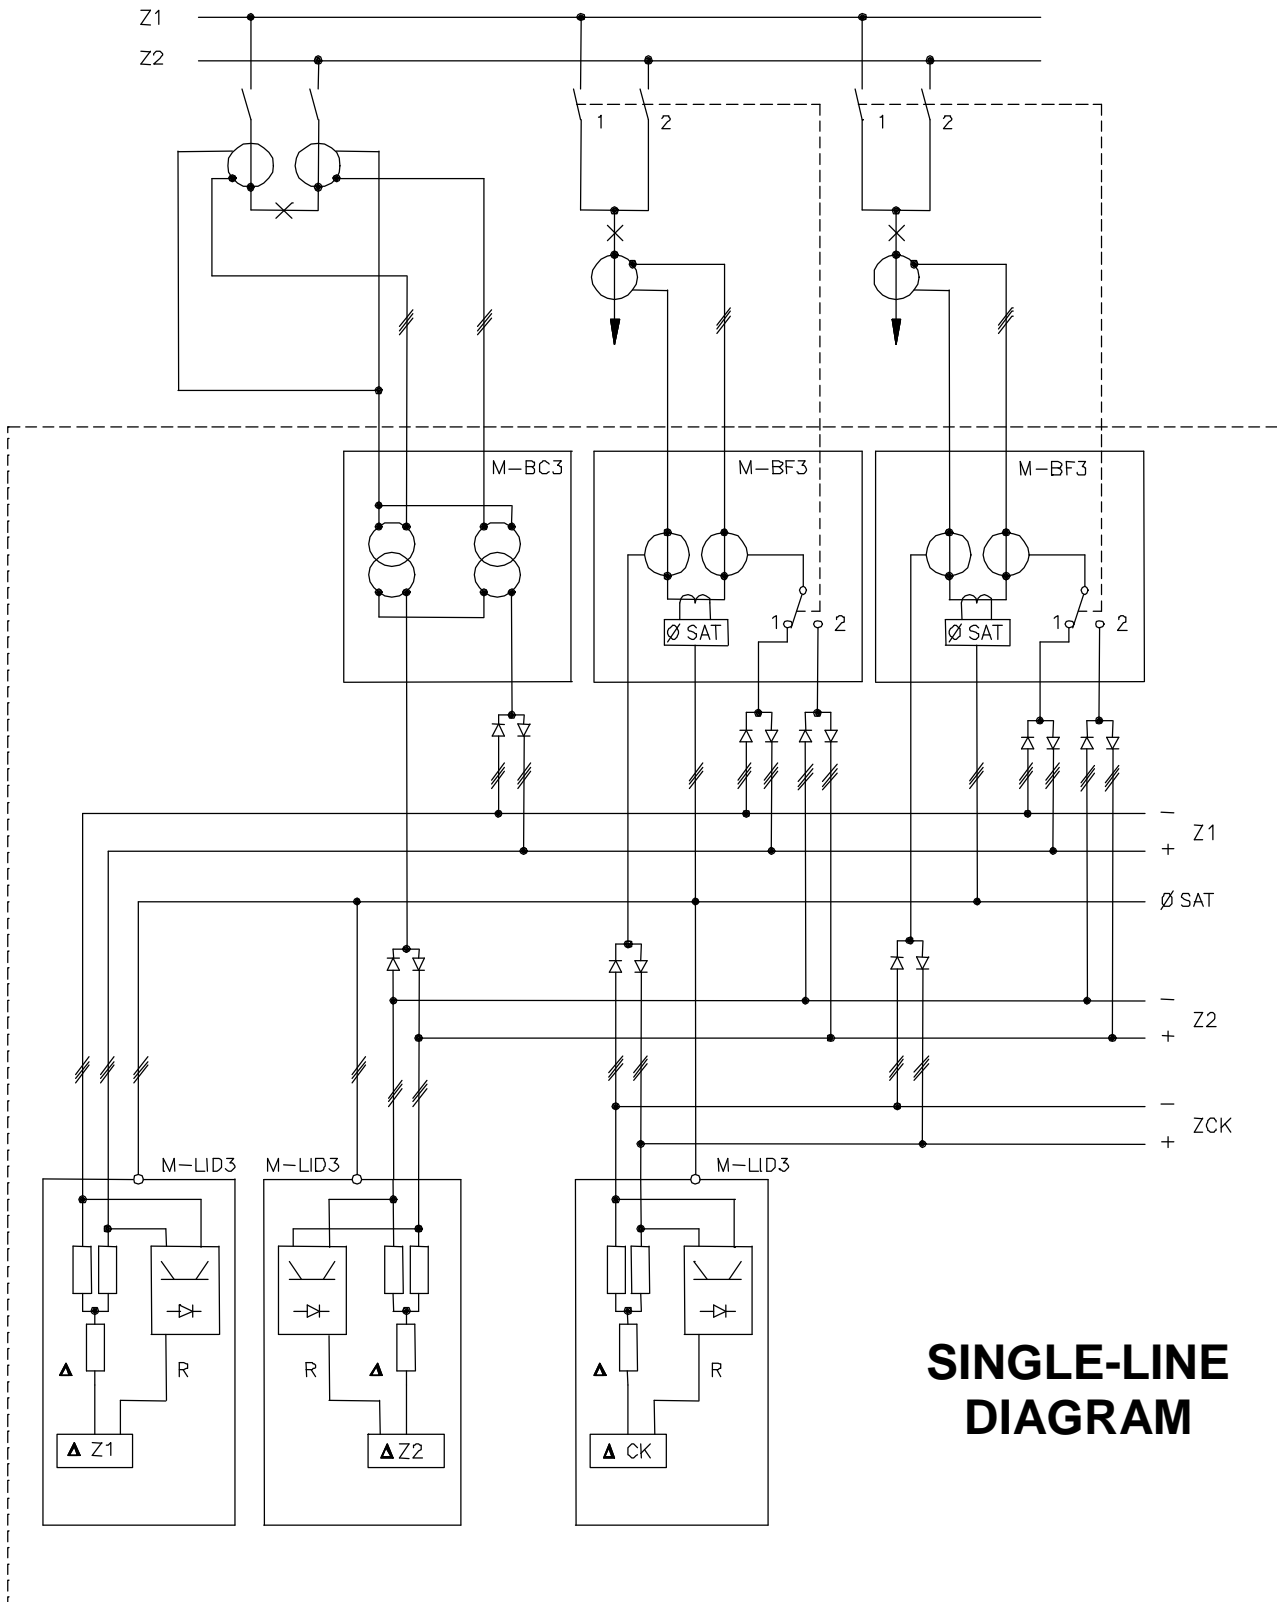 Z1
Z2
1 2 1 2
M-BC3 M-BF3 M-BF3
Ø SAT 1 2 Ø SAT 1 2
−
Z1
+
Ø SAT
−
Z2
+
−
ZCK
+
M-LID3 M-LID3 M-LID3
Δ R R Δ Δ R
Δ Z1 Δ Z2 Δ CK
SINGLE-LINE
DIAGRAM